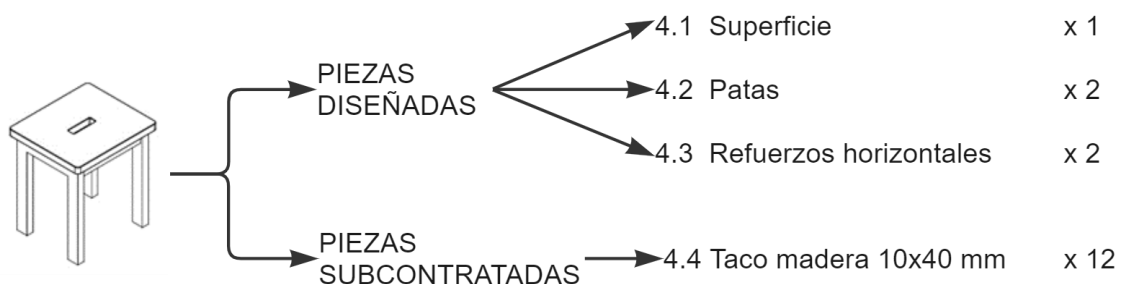 4.1 Superficie x 1
PIEZAS
DISEÑADAS
4.2 Patas x 2
4.3 Refuerzos horizontales x 2
PIEZAS
SUBCONTRATADAS
4.4 Taco madera 10x40 mm x 12